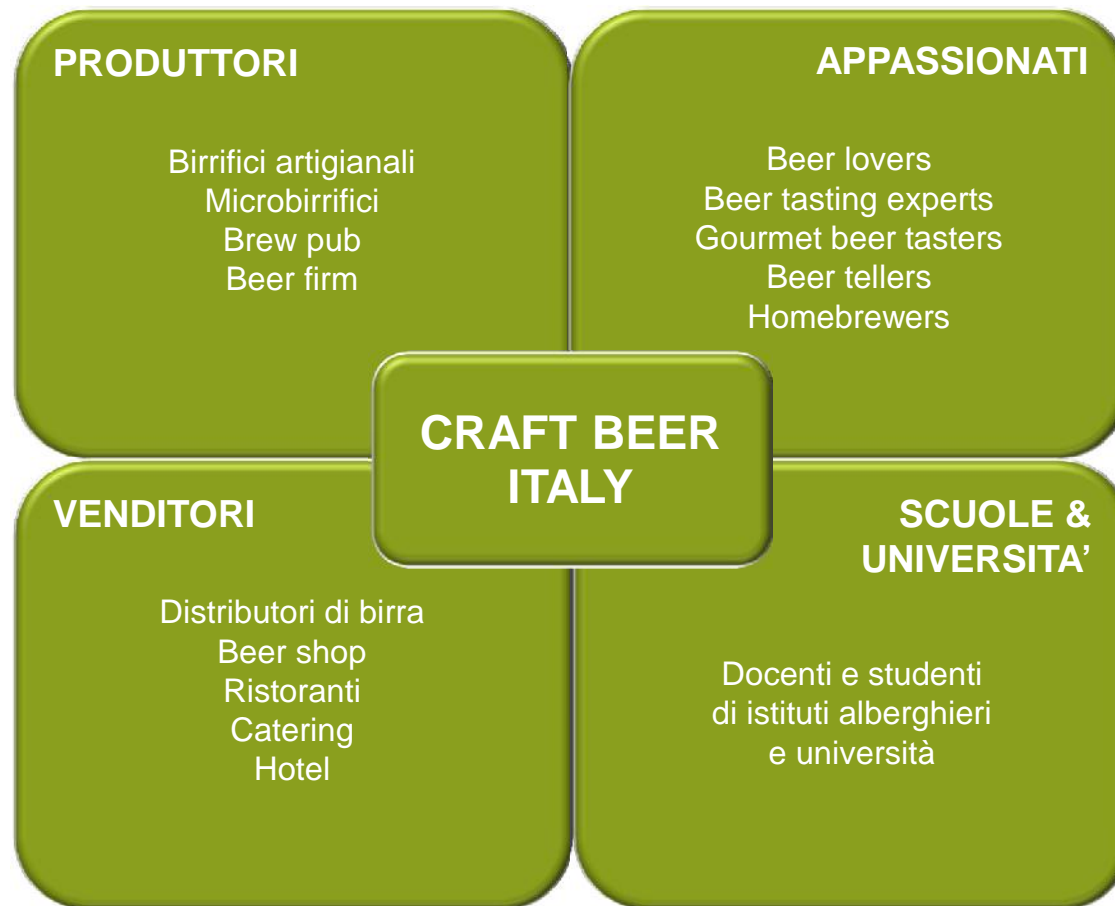 PRODUTTORI
Birrifici artigianali
Microbirrifici
Brew pub
Beer firm
APPASSIONATI
Beer lovers
Beer tasting experts
Gourmet beer tasters
Beer tellers
Homebrewers
CRAFT BEER
ITALY
VENDITORI
Distributori di birra
Beer shop
Ristoranti
Catering
Hotel
SCUOLE &
UNIVERSITA’
Docenti e studenti
di istituti alberghieri
e università